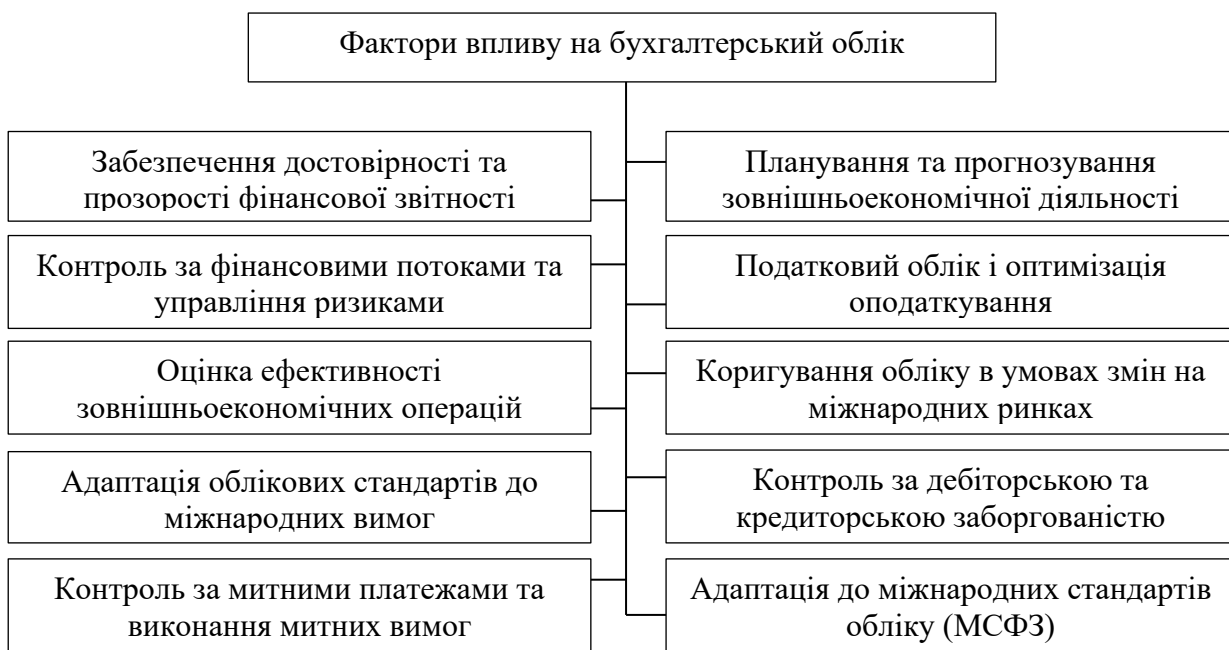 Фактори впливу на бухгалтерський облік
Забезпечення достовірності та
прозорості фінансової звітності
Планування та прогнозування
зовнішньоекономічної діяльності
Контроль за фінансовими потоками та
управління ризиками
Податковий облік і оптимізація
оподаткування
Оцінка ефективності
зовнішньоекономічних операцій
Коригування обліку в умовах змін на
міжнародних ринках
Адаптація облікових стандартів до
міжнародних вимог
Контроль за дебіторською та
кредиторською заборгованістю
Контроль за митними платежами та
виконання митних вимог
Адаптація до міжнародних стандартів
обліку (МСФЗ)